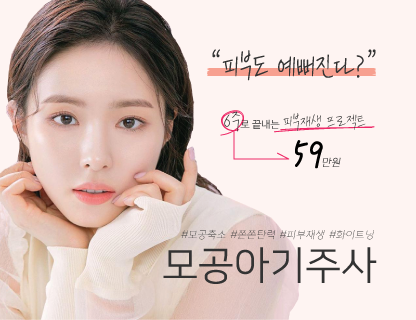 “피부도 예뻐진다?”
6주로 끝내는 피부재생 프로젝트
59만원
#모공축소 #쫀쫀탄력 #피부재생 #화이트닝
모공아기주사